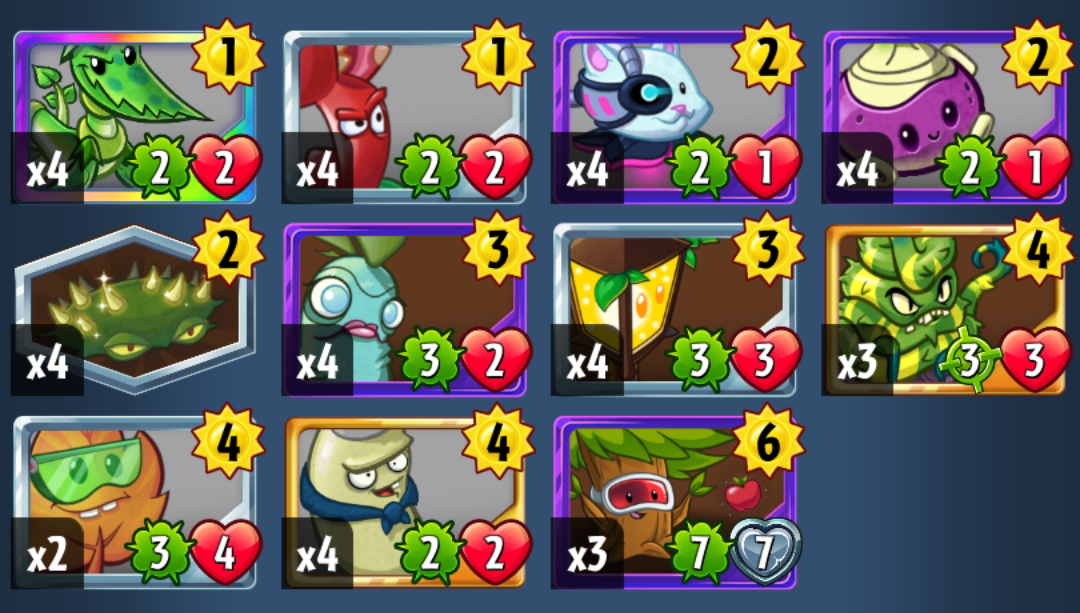 1 1 2 2
x4 2 2 x4 2 2 x4 2 1 x4 2 1
2 3 3 4
x4 x4 3 2 x4 3 3 x3 3 3
4 4 6
x2 3 4 x4 2 2 x3 7 7